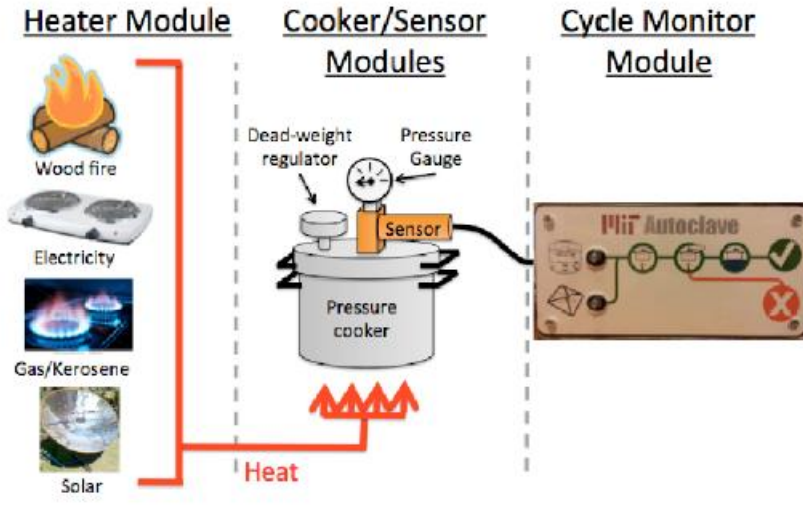 Heater Module
Cooker/Sensor
Modules
Cycle Monitor
Module
Wood fire
Electricity
Gas/Kerosene
Solar
Dead-weight
regulator
Pressure
Gauge
Sensor
Pressure
cooker
Heat
MIT Autoclave